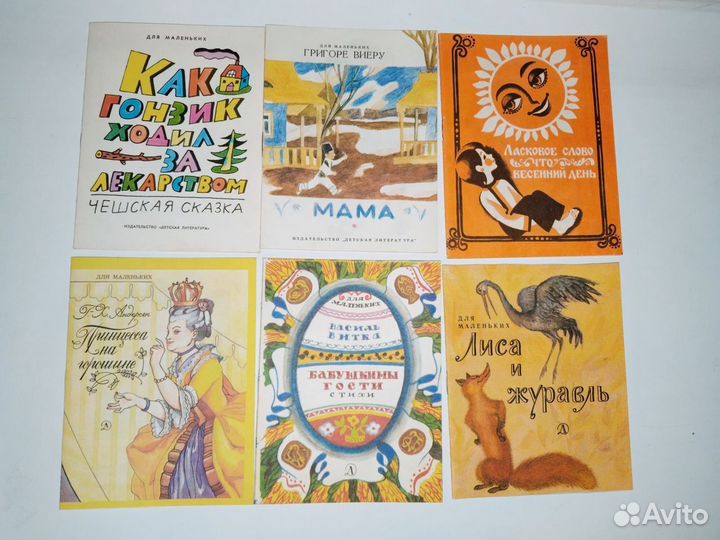 ДЛЯ МАЛЕНЬКИХ
КАК
ГОНЗИК
ХОДИЛ
ЗА
ЛЕКАРСТВОМ
ЧЕШСКАЯ СКАЗКА
ИЗДАТЕЛЬСТВО «ДЕТСКАЯ ЛИТЕРАТУРА»
ДЛЯ МАЛЕНЬКИХ
ГРИГОРЕ ВИЕРУ
МАМА
ИЗДАТЕЛЬСТВО "ДЕТСКАЯ ЛИТЕРАТУРА"
ЛАСКОВОЕ СЛОВО
ЧТО
ВЕСЕННИЙ ДЕНЬ
ДЛЯ МАЛЕНЬКИХ
Г.-Х. Андерсен
Принцесса
на
горошине
ДЛЯ
МАЛЕНЬКИХ
ВАСИЛЬ
ВИТКА
БАБУШКИНЫ
ГОСТИ
СТИХИ
ДЛЯ
МАЛЕНЬКИХ
Лиса
и
журавль
Avito